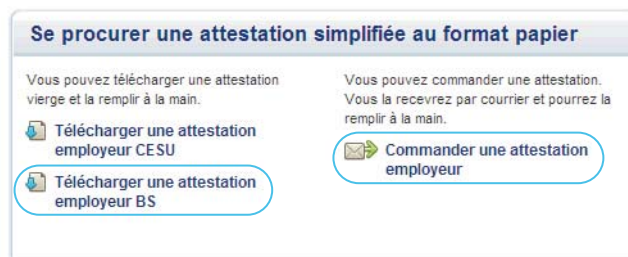 Se procurer une attestation simplifiée au format papier
Vous pouvez télécharger une attestation
vierge et la remplir à la main.
Télécharger une attestation
employeur CESU
Télécharger une attestation
employeur BS
Vous pouvez commander une attestation.
Vous la recevrez par courrier et pourrez la
remplir à la main.
Commander une attestation
employeur